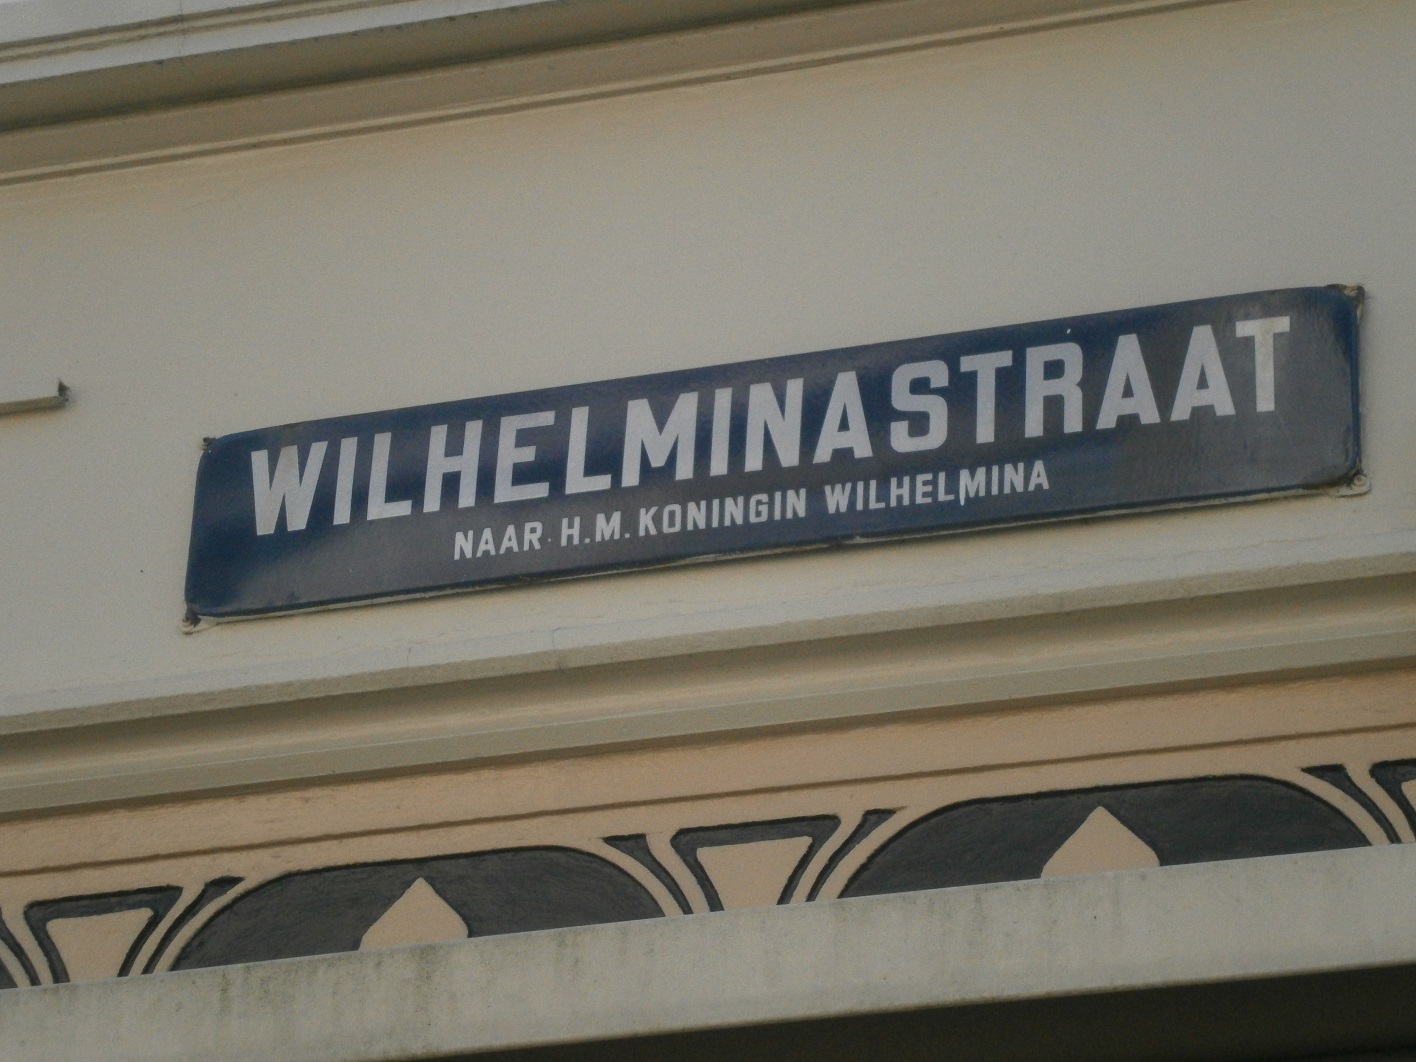 WILHELMINASTRAAT
NAAR H.M. KONINGIN WILHELMINA